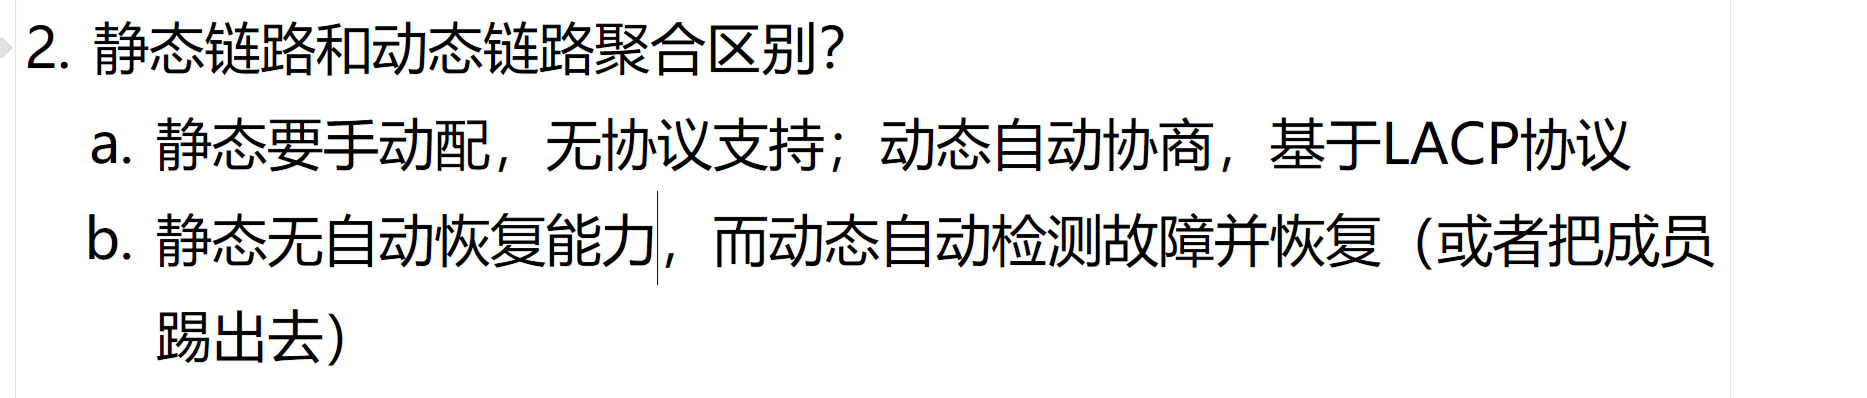 2. 静态链路和动态链路聚合区别？
a. 静态要手动配，无协议支持；动态自动协商，基于LACP协议
b. 静态无自动恢复能力，而动态自动检测故障并恢复（或者把成员
踢出去）